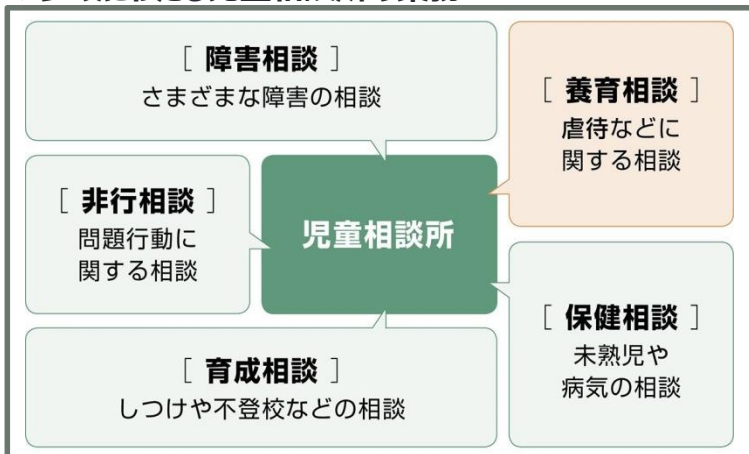 [ 障害相談 ]
さまざまな障害の相談
[ 養育相談 ]
虐待などに
関する相談
[ 非行相談 ]
問題行動に
関する相談
児童相談所
[ 保健相談 ]
未熟児や
病気の相談
[ 育成相談 ]
しつけや不登校などの相談